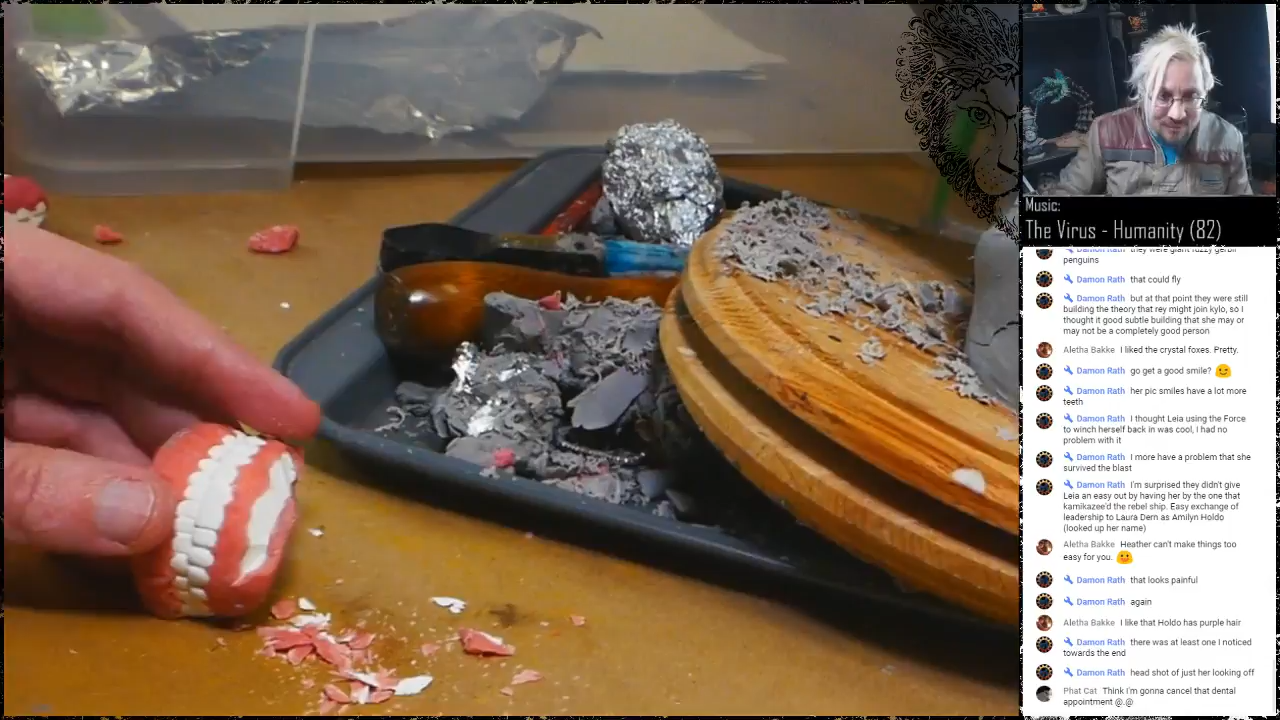 Music:
The Virus - Humanity (82)
Damon Rath they were giant fuzzy gerbil
penguins
Damon Rath that could fly
Damon Rath but at that point they were still
building the theory that rey might join kylo, so I
thought it good subtle building that she may or
may not be a completely good person
Aletha Bakke I liked the crystal foxes. Pretty.
Damon Rath go get a good smile?
Damon Rath her pic smiles have a lot more
teeth
Damon Rath I thought Leia using the Force
to winch herself back in was cool, I had no
problem with it
Damon Rath I more have a problem that she
survived the blast
Damon Rath I'm surprised they didn't give
Leia an easy out by having her by the one that
kamikazee'd the rebel ship. Easy exchange of
leadership to Laura Dern as Amilyn Holdo
(looked up her name)
Aletha Bakke Heather can't make things too
easy for you.
Damon Rath that looks painful
Damon Rath again
Aletha Bakke I like that Holdo has purple hair
Damon Rath there was at least one I noticed
towards the end
Damon Rath head shot of just her looking off
Phat Cat Think I'm gonna cancel that dental
appointment @.@